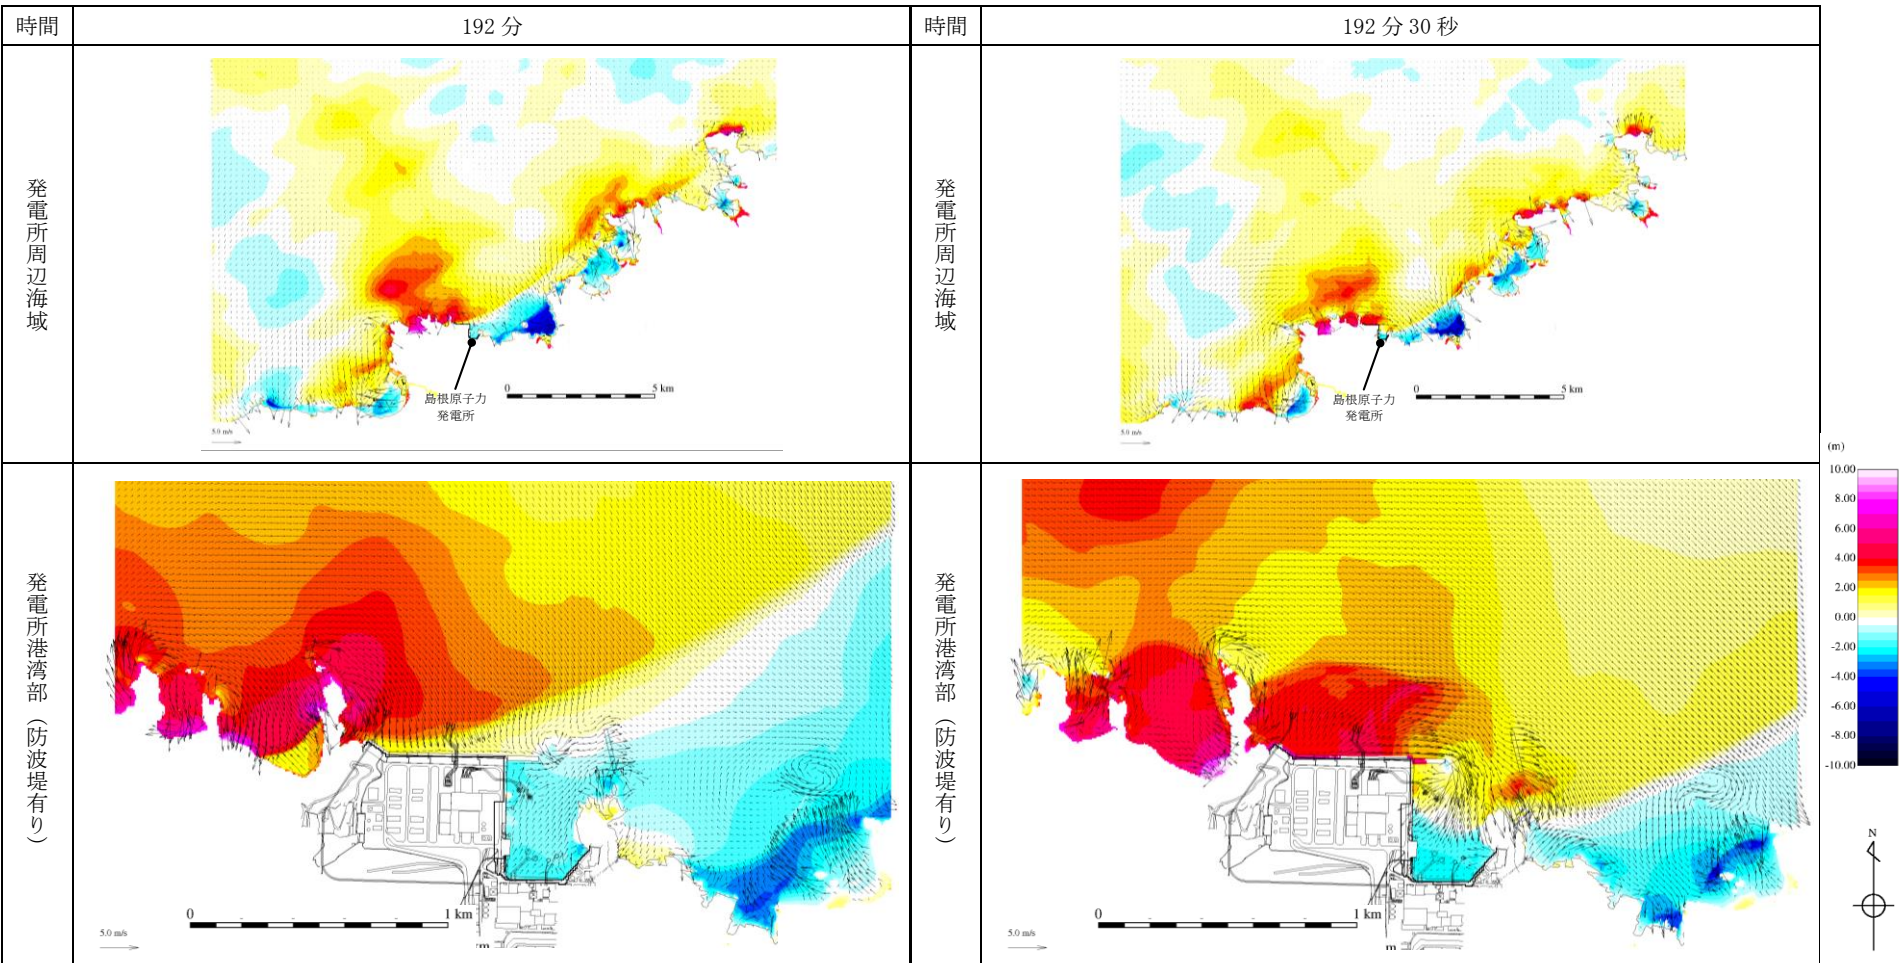 時間
192 分
時間
192 分 30 秒
発電所周辺海域
島根原子力
発電所
0
5 km
5.0 m/s
発電所周辺海域
島根原子力
発電所
0
5 km
5.0 m/s
発電所港湾部（防波堤有り）
0
1 km
5.0 m/s
m
発電所港湾部（防波堤有り）
0
1 km
5.0 m/s
m
(m)
10.00
8.00
6.00
4.00
2.00
0.00
-2.00
-4.00
-6.00
-8.00
-10.00
N